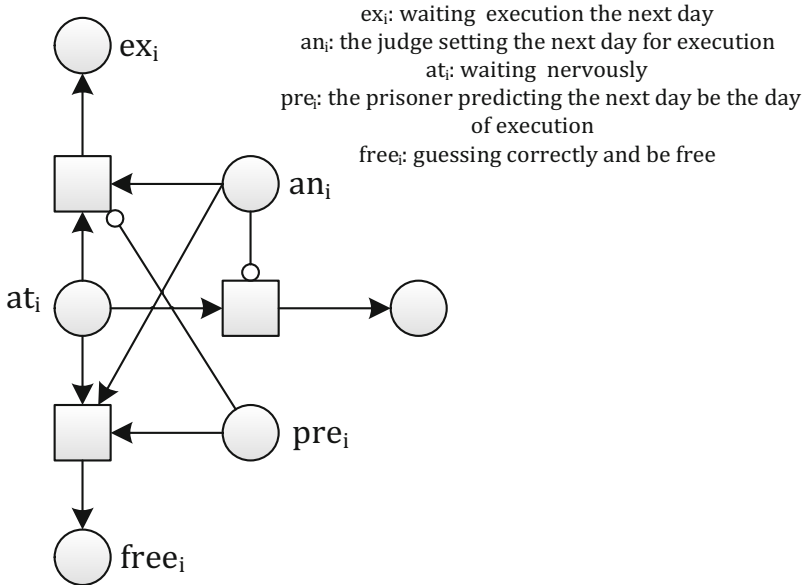 exᵢ: waiting execution the next day
anᵢ: the judge setting the next day for execution
atᵢ: waiting nervously
preᵢ: the prisoner predicting the next day be the day
of execution
freeᵢ: guessing correctly and be free
exᵢ
anᵢ
atᵢ
preᵢ
freeᵢ